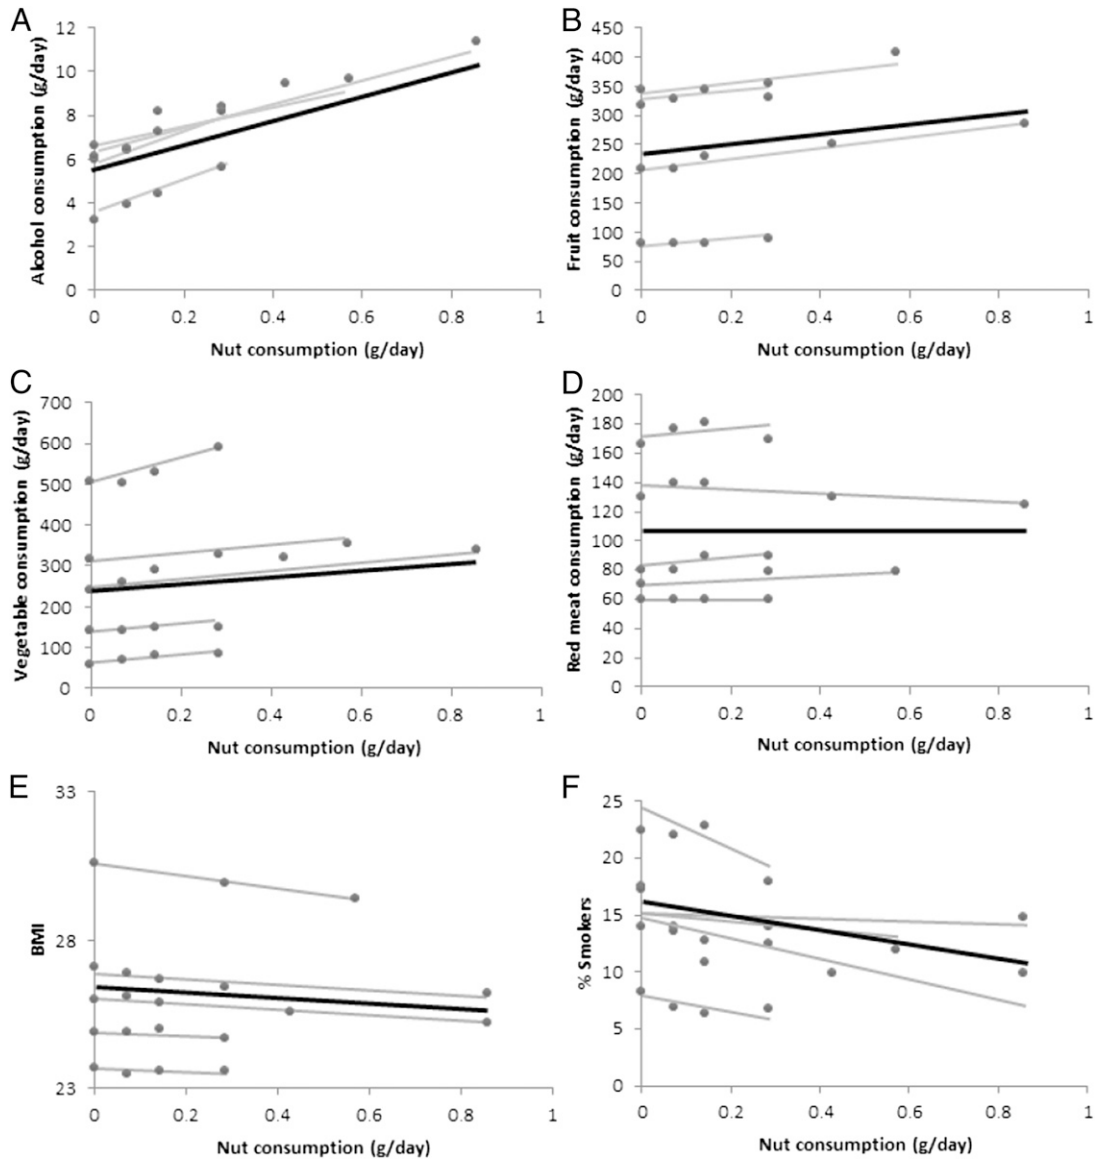 A
Alcohol consumption (g/day)
12
10
8
6
4
2
0
0 0.2 0.4 0.6 0.8 1
Nut consumption (g/day)
B
Fruit consumption (g/day)
450
400
350
300
250
200
150
100
50
0
0 0.2 0.4 0.6 0.8 1
Nut consumption (g/day)
C
Vegetable consumption (g/day)
700
600
500
400
300
200
100
0
0 0.2 0.4 0.6 0.8 1
Nut consumption (g/day)
D
Red meat consumption (g/day)
200
180
160
140
120
100
80
60
40
20
0
0 0.2 0.4 0.6 0.8 1
Nut consumption (g/day)
E
BMI
33
28
23
0 0.2 0.4 0.6 0.8 1
Nut consumption (g/day)
F
% Smokers
25
20
15
10
5
0
0 0.2 0.4 0.6 0.8 1
Nut consumption (g/day)